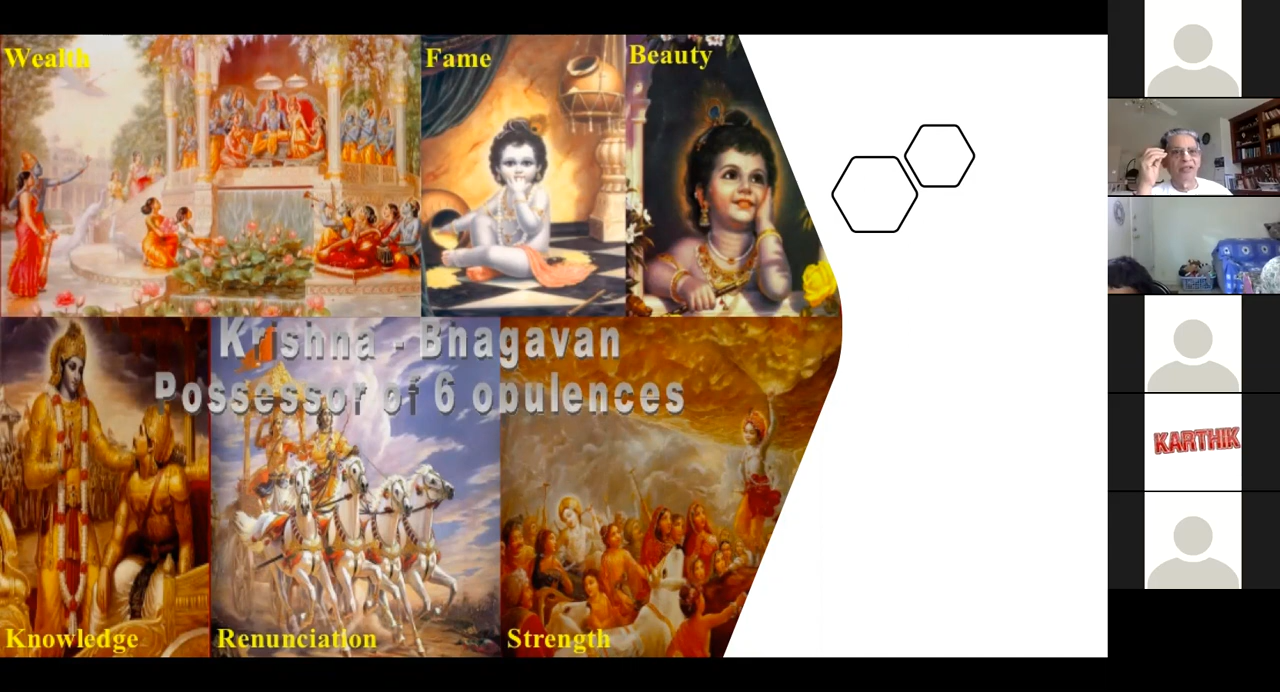 Wealth
Fame
Beauty
Krishna - Bhagavan
Possessor of 6 opulences
Knowledge
Renunciation
Strength
KARTHIK